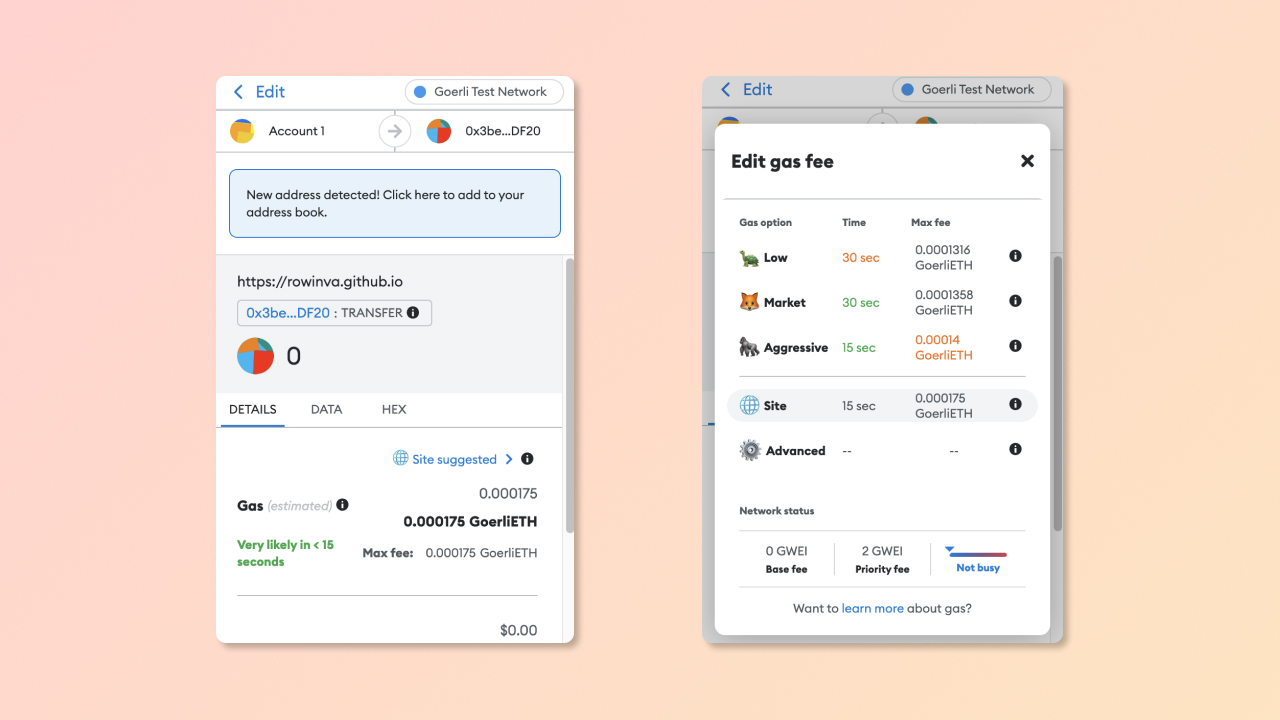 Edit
Goerli Test Network
Account 1
0x3be...DF20
New address detected! Click here to add to your
address book.
https://rowinva.github.io
0x3be...DF20 : TRANSFER
0
DETAILS DATA HEX
Site suggested
0.000175
Gas (estimated)
0.000175 GoerliETH
Very likely in < 15
seconds
Max fee: 0.000175 GoerliETH
$0.00
Edit
Goerli Test Network
Edit gas fee
Gas option Time Max fee
Low 30 sec 0.0001316
GoerliETH
Market 30 sec 0.0001358
GoerliETH
Aggressive 15 sec 0.00014
GoerliETH
Site 15 sec 0.000175
GoerliETH
Advanced -- --
Network status
0 GWEI 2 GWEI
Base fee Priority fee Not busy
Want to learn more about gas?